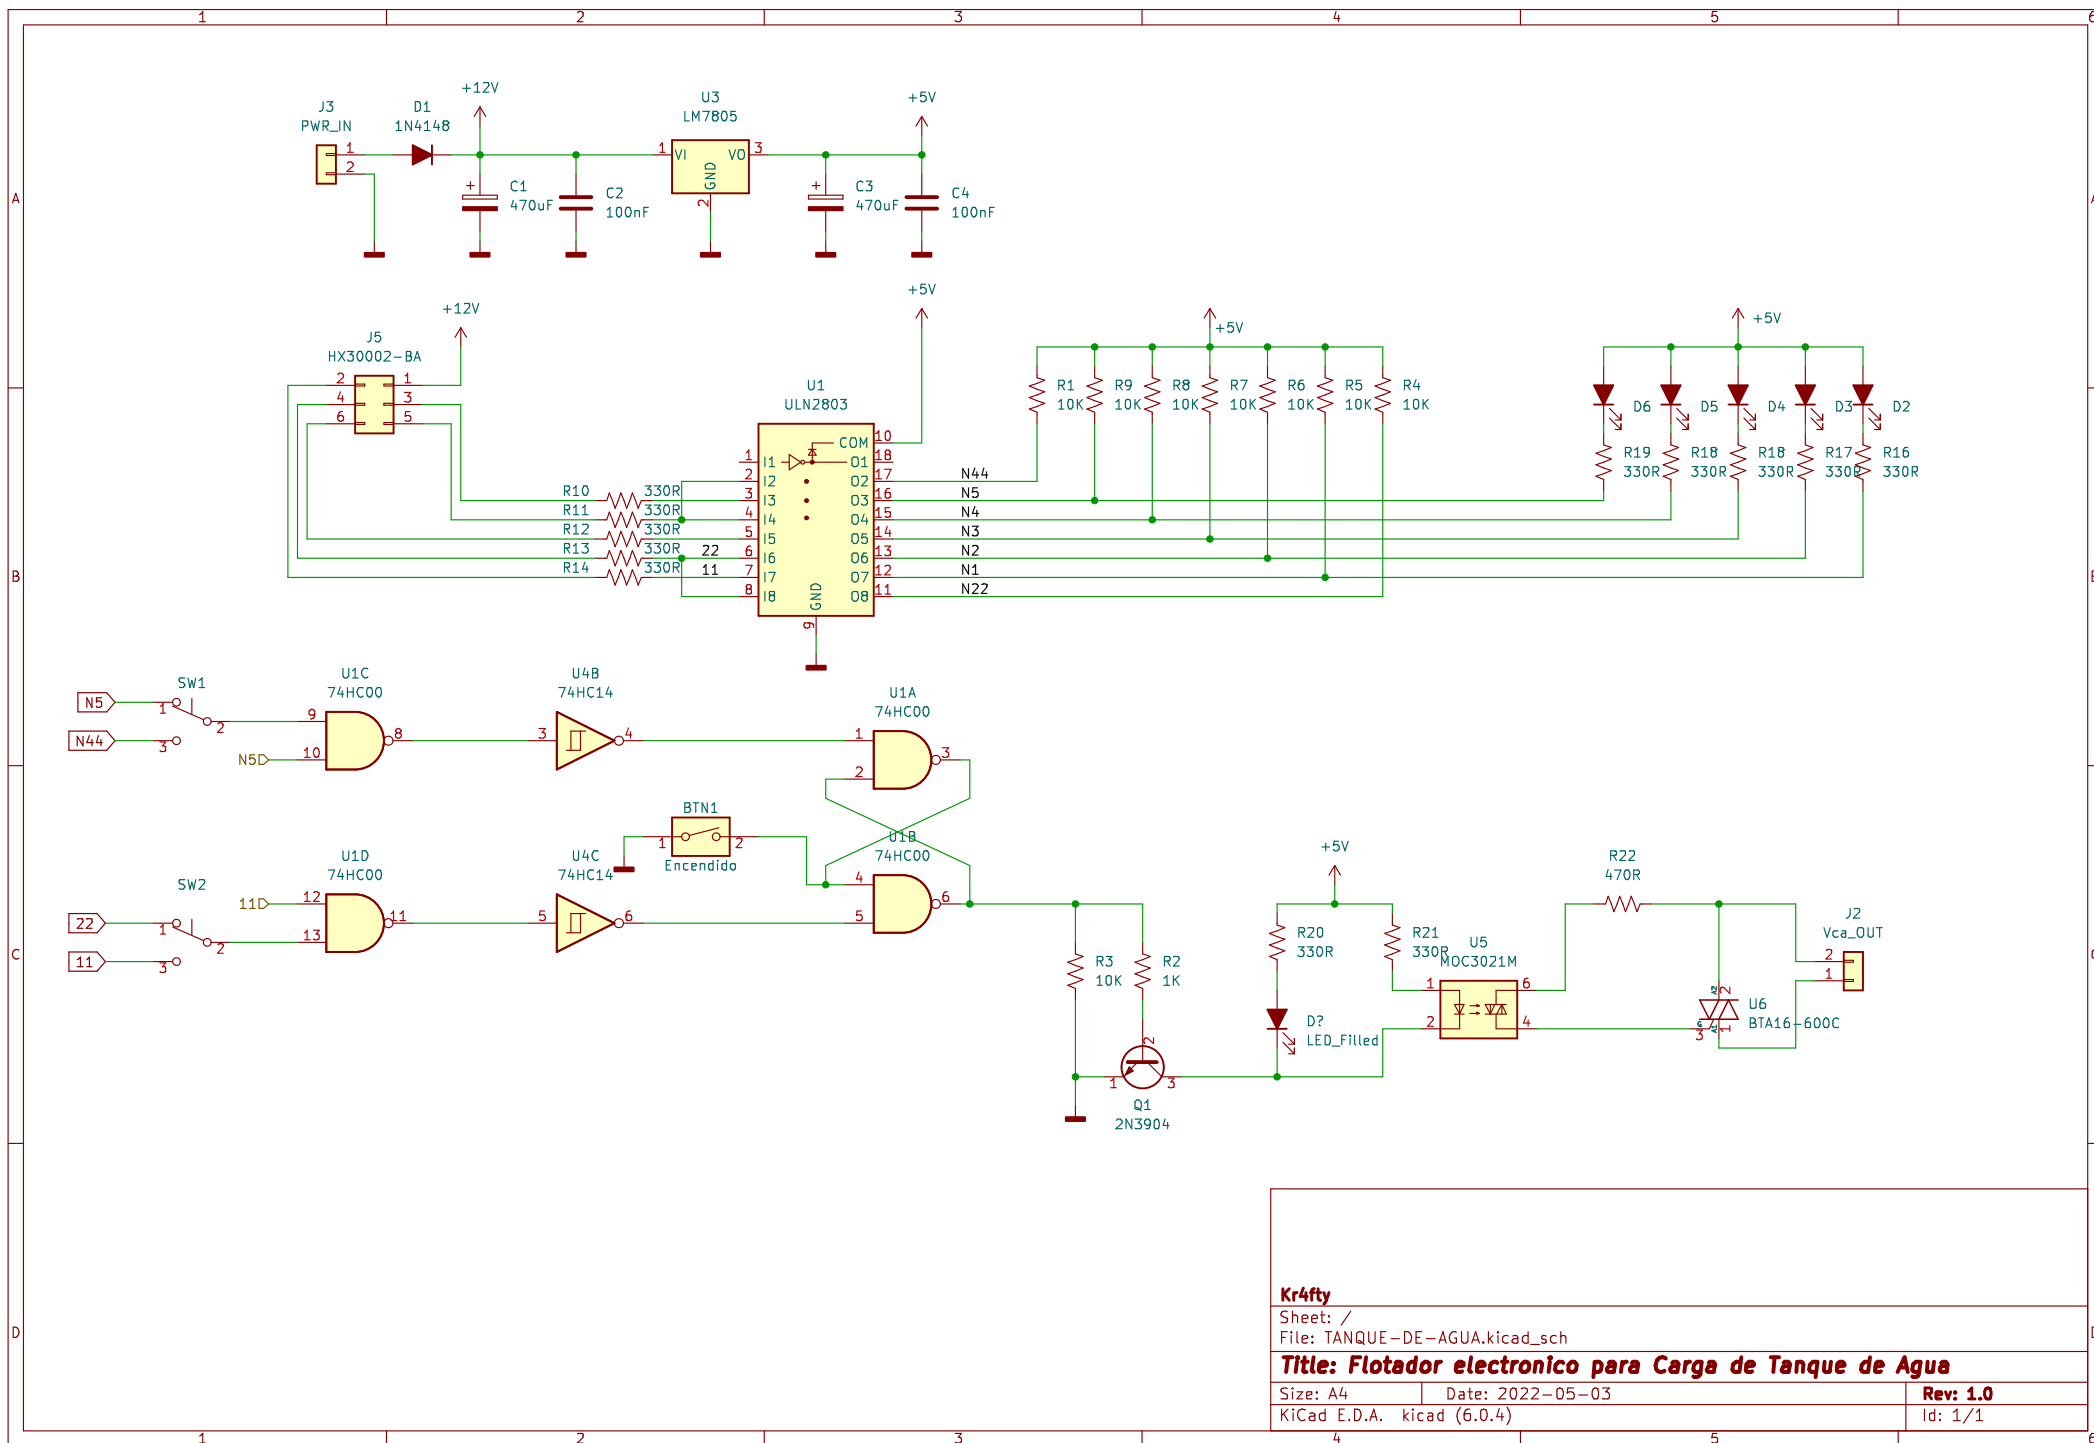 1 2 3 4 5 6
A
B
C
D
J3
PWR_IN
1
2
D1
1N4148
+12V
+
C1
470uF
C2
100nF
U3
LM7805
1 VI VO 3
GND
2
+
C3
470uF
+5V
C4
100nF
+12V
J5
HX30002-BA
2 1
4 3
6 5
R10 330R
R11 330R
R12 330R
R13 330R
R14 330R
22
11
+5V
U1
ULN2803
COM 10
1 I1 O1 18
2 I2 O2 17
3 I3 O3 16
4 I4 O4 15
5 I5 O5 14
6 I6 O6 13
7 I7 O7 12
8 I8 O8 11
GND
9
N44
N5
N4
N3
N2
N1
N22
+5V
R1 R9 R8 R7 R6 R5 R4
10K 10K 10K 10K 10K 10K 10K
+5V
D6 D5 D4 D3 D2
R19 R18 R18 R17 R16
330R 330R 330R 330R 330R
SW1
N5
1
2
N44
3
U1C
74HC00
9
8
10
N5
U4B
74HC14
3 4
U1A
74HC00
1
3
2
BTN1
1 2
Encendido
U1D
74HC00
12
11
13
11
SW2
22
1
2
11
3
U4C
74HC14
5 6
U1B
74HC00
4
6
5
R3
10K
R2
1K
2
1 3
Q1
2N3904
+5V
R20
330R
D?
LED_Filled
R21
330R
U5
MOC3021M
1 6
2 4
R22
470R
J2
Vca_OUT
2
1
A2 2
U6
BTA16-600C
G
3
A1 1
Kr4fty
Sheet: /
File: TANQUE-DE-AGUA.kicad_sch
Title: Flotador electronico para Carga de Tanque de Agua
Size: A4 Date: 2022-05-03 Rev: 1.0
KiCad E.D.A. kicad (6.0.4) Id: 1/1
1 2 3 4 5 6